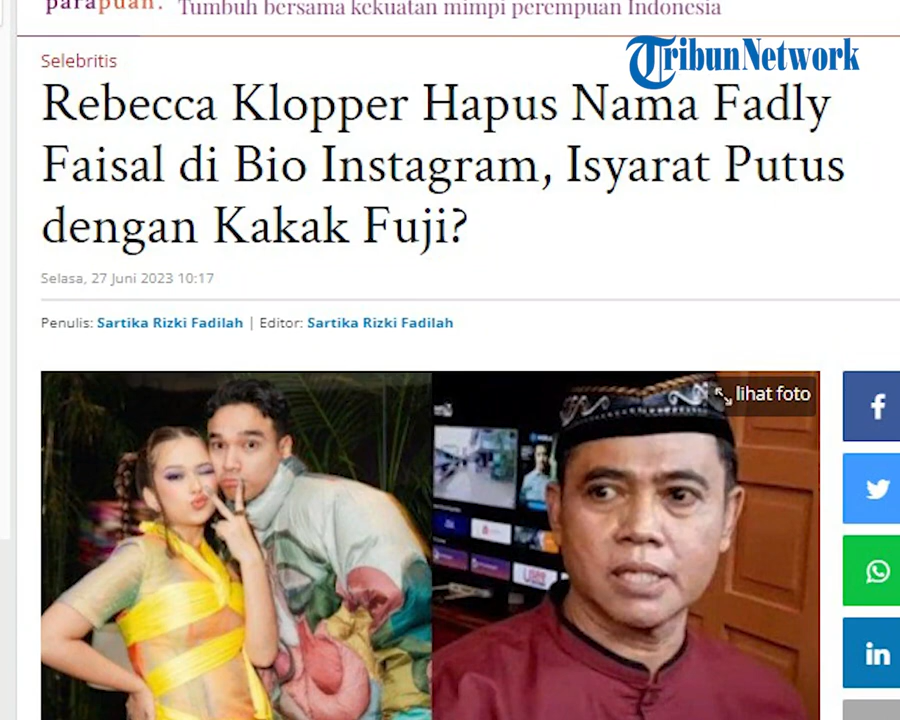 parapuan. Tumbuh bersama kekuatan mimpi perempuan Indonesia
TribunNetwork
Selebritis
Rebecca Klopper Hapus Nama Fadly
Faisal di Bio Instagram, Isyarat Putus
dengan Kakak Fuji?
Selasa, 27 Juni 2023 10:17
Penulis: Sartika Rizki Fadilah | Editor: Sartika Rizki Fadilah
lihat foto